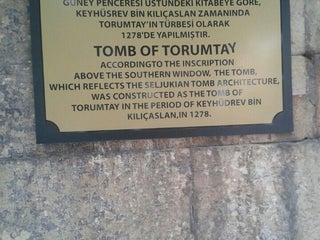 GÜNEY PENCERESİ ÜSTÜNDEKİ KİTABEYE GÖRE,
KEYHÜSREV BİN KILIÇASLAN ZAMANINDA
TORUMTAY'IN TÜRBESİ OLARAK
1278'DE YAPILMIŞTIR.
TOMB OF TORUMTAY
ACCORDINGTO THE INSCRIPTION
ABOVE THE SOUTHERN WINDOW, THE TOMB,
WHICH REFLECTS THE SELJUKIAN TOMB ARCHITECTURE,
WAS CONSTRUCTED AS THE TOMB OF
TORUMTAY IN THE PERIOD OF KEYHÜDREV BİN
KILIÇASLAN,IN 1278.